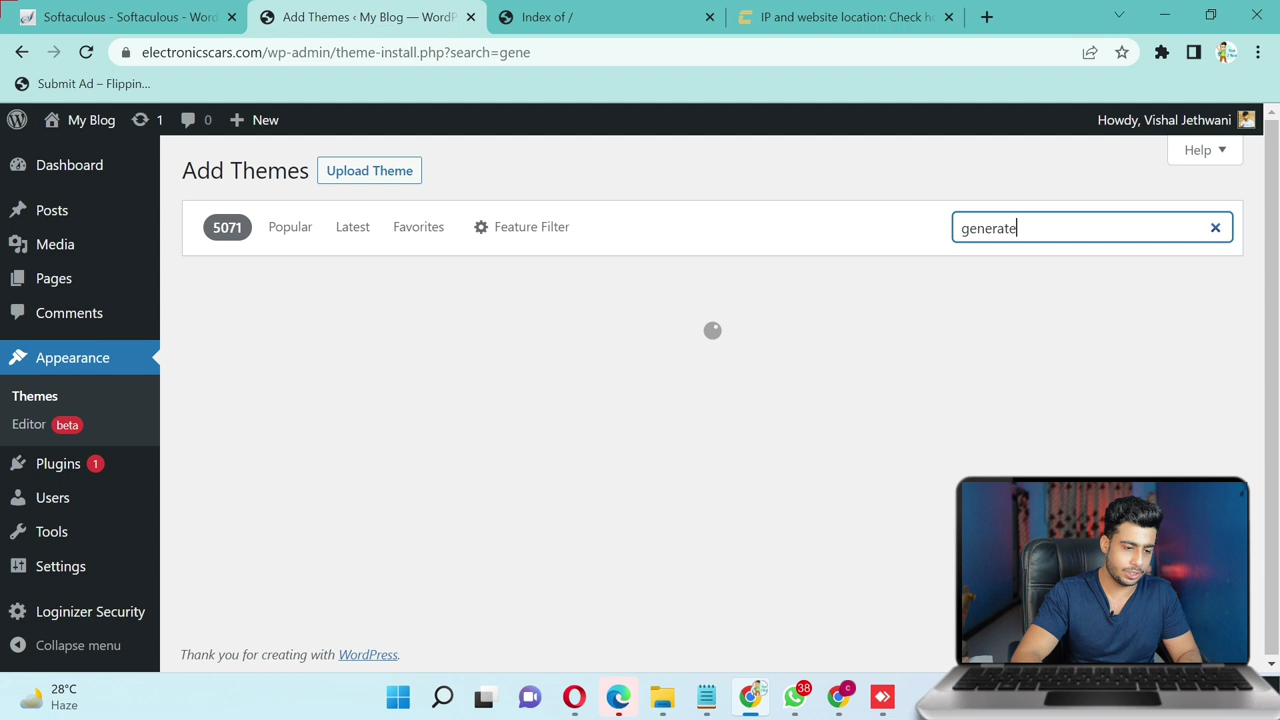 Softaculous - Softaculous - Wor
Add Themes ‹ My Blog — WordP
Index of /
IP and website location: Check h
electronicscars.com/wp-admin/theme-install.php?search=gene
Submit Ad – Flippin...
My Blog
1
0
New
Howdy, Vishal Jethwani
Dashboard
Posts
Media
Pages
Comments
Appearance
Themes
Editor beta
Plugins 1
Users
Tools
Settings
Loginizer Security
Collapse menu
Add Themes
Upload Theme
Help
5071
Popular
Latest
Favorites
Feature Filter
generate
Thank you for creating with WordPress.
28°C
Haze
38
c